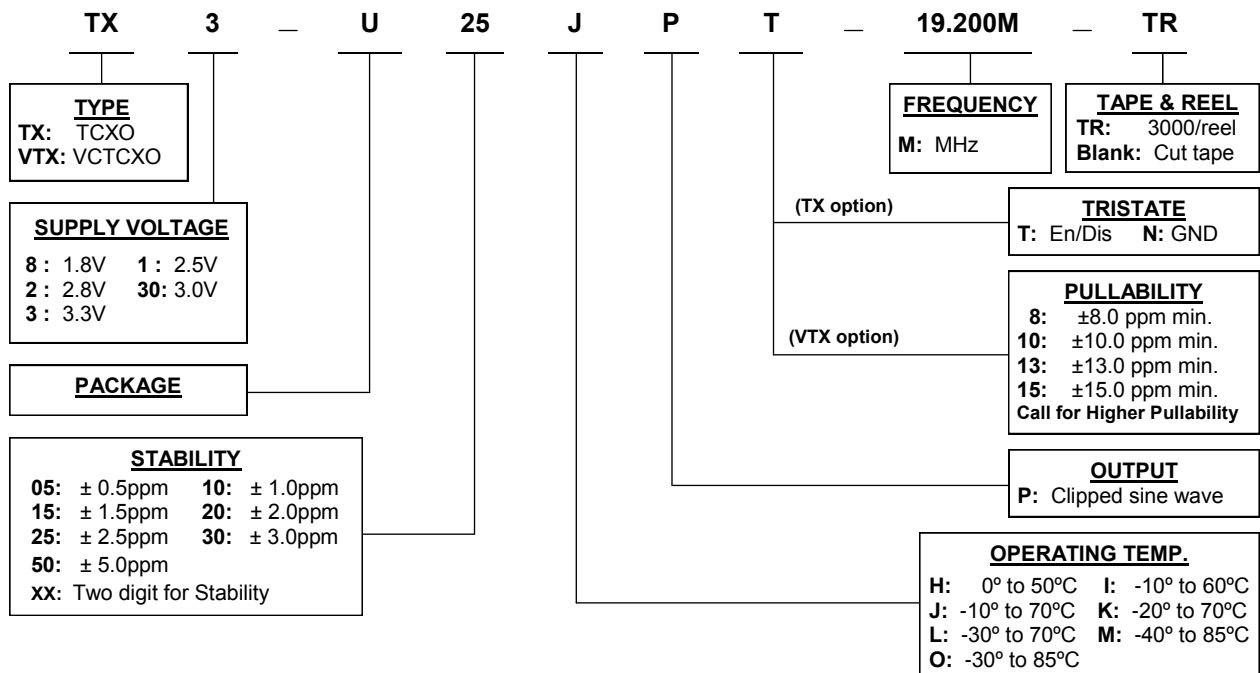 TX 3 – U 25 J P T – 19.200M – TR
TYPE
TX: TCXO
VTX: VCTCXO
FREQUENCY
M: MHz
TAPE & REEL
TR: 3000/reel
Blank: Cut tape
SUPPLY VOLTAGE
8 : 1.8V 1 : 2.5V
2 : 2.8V 30: 3.0V
3 : 3.3V
(TX option)
TRISTATE
T: En/Dis N: GND
(VTX option)
PULLABILITY
8: ±8.0 ppm min.
10: ±10.0 ppm min.
13: ±13.0 ppm min.
15: ±15.0 ppm min.
Call for Higher Pullability
PACKAGE
STABILITY
05: ± 0.5ppm 10: ± 1.0ppm
15: ± 1.5ppm 20: ± 2.0ppm
25: ± 2.5ppm 30: ± 3.0ppm
50: ± 5.0ppm
XX: Two digit for Stability
OUTPUT
P: Clipped sine wave
OPERATING TEMP.
H: 0º to 50ºC I: -10º to 60ºC
J: -10º to 70ºC K: -20º to 70ºC
L: -30º to 70ºC M: -40º to 85ºC
O: -30º to 85ºC